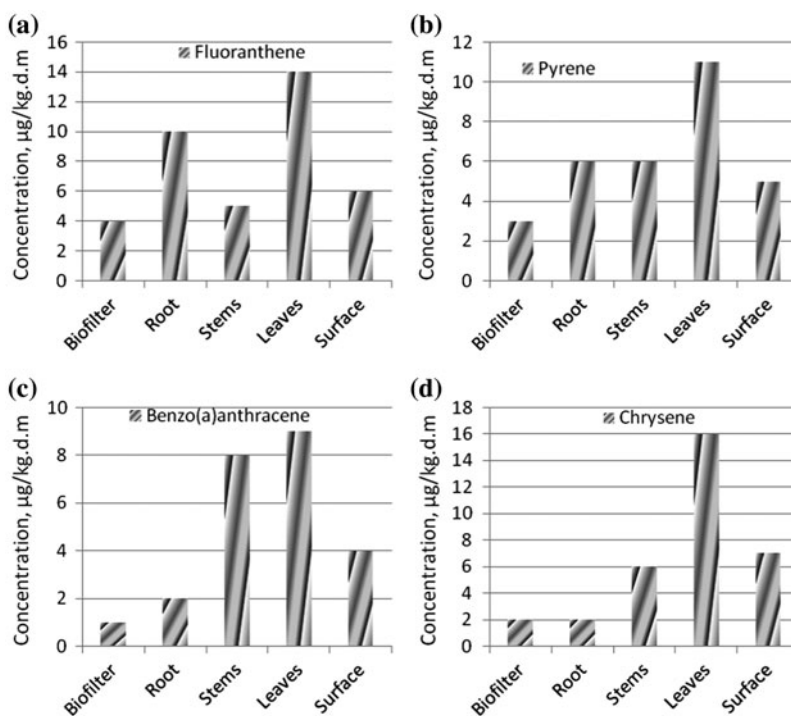 (a)
Fluoranthene
Concentration, µg/kg.d.m
16
14
12
10
8
6
4
2
0
Biofilter
Root
Stems
Leaves
Surface
(b)
Pyrene
Concentration, µg/kg.d.m
12
10
8
6
4
2
0
Biofilter
Root
Stems
Leaves
Surface
(c)
Benzo(a)anthracene
Concentration, µg/kg.d.m
10
8
6
4
2
0
Biofilter
Root
Stems
Leaves
Surface
(d)
Chrysene
Concentration, µg/kg.d.m
18
16
14
12
10
8
6
4
2
0
Biofilter
Root
Stems
Leaves
Surface